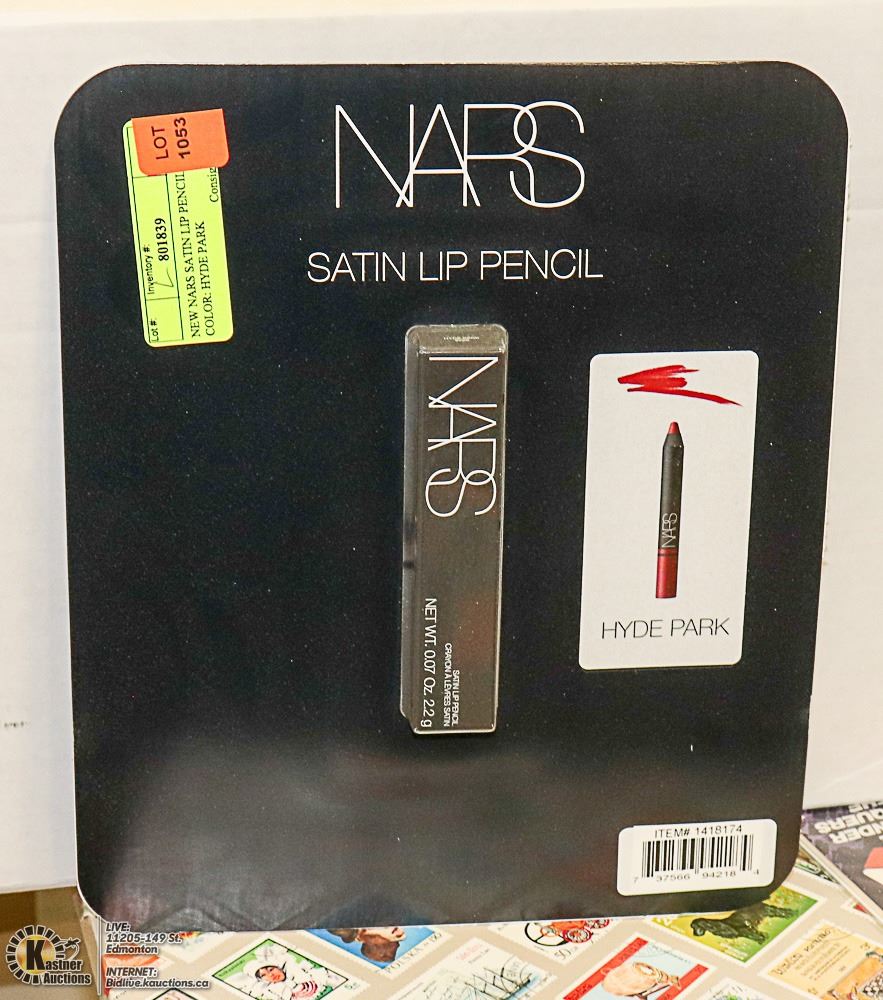 NARS
SATIN LIP PENCIL
LOT
1053
Lot #: Inventory #:
801839
NEW NARS SATIN LIP PENCIL
COLOR: HYDE PARK
NARS
SATIN LIP PENCIL
CRAYON À LÈVRES SATIN
NET WT. 0.07 Oz. 2.2 g
NARS
HYDE PARK
ITEM# 1418174
7 37566 94218 4
LIVE:
11205-149 St.
Edmonton
INTERNET:
Bidlive.kauctions.ca
Kastner
Auctions